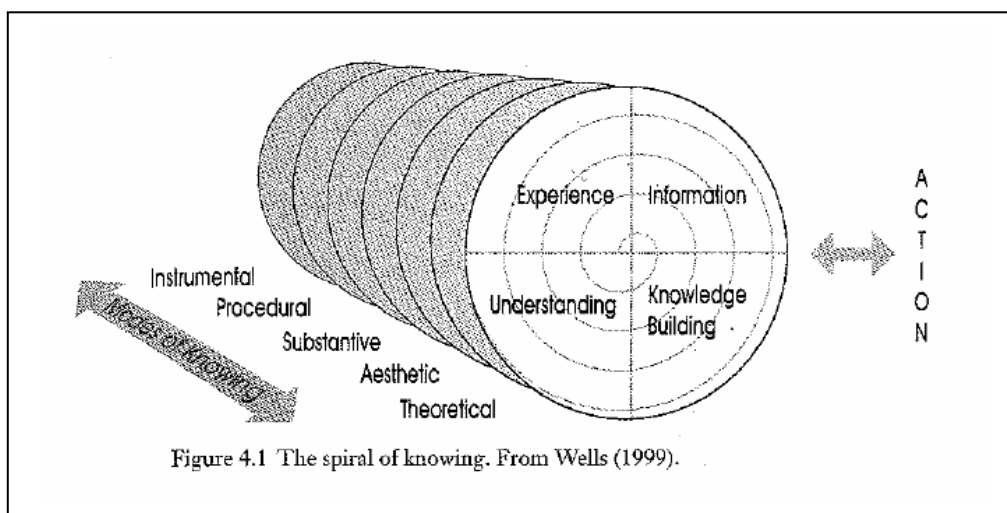 Experience
Information
Understanding
Knowledge
Building
ACTION
Instrumental
Procedural
Substantive
Aesthetic
Theoretical
Modes of Knowing
Figure 4.1 The spiral of knowing. From Wells (1999).